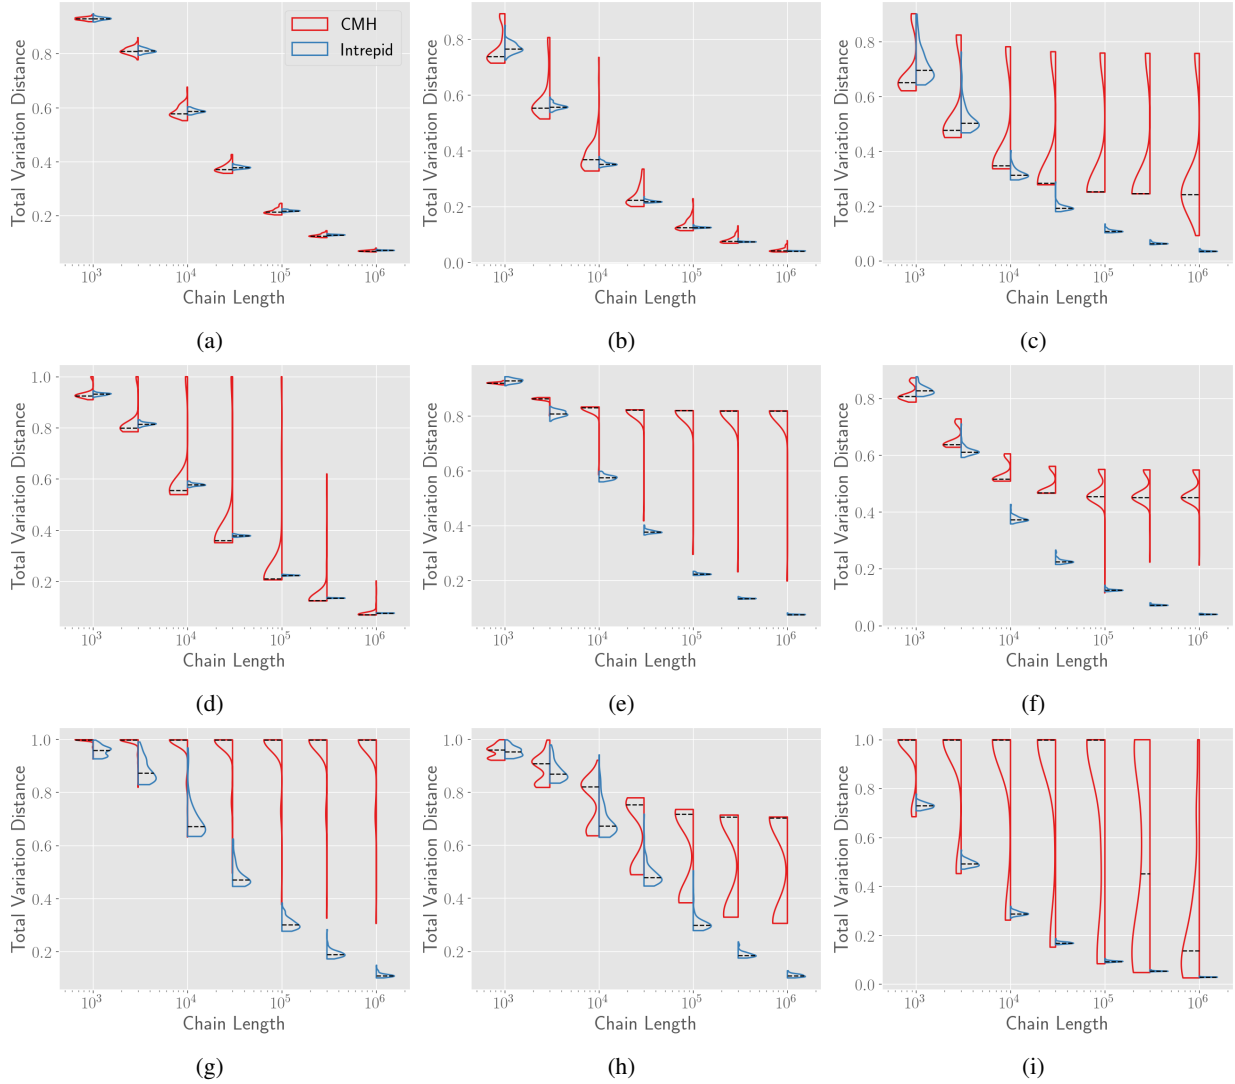 CMH
Intrepid
Total Variation Distance
0.8
0.6
0.4
0.2
10³ 10⁴ 10⁵ 10⁶
Chain Length
(a)
Total Variation Distance
0.8
0.6
0.4
0.2
0.0
10³ 10⁴ 10⁵ 10⁶
Chain Length
(b)
Total Variation Distance
0.8
0.6
0.4
0.2
0.0
10³ 10⁴ 10⁵ 10⁶
Chain Length
(c)
Total Variation Distance
1.0
0.8
0.6
0.4
0.2
10³ 10⁴ 10⁵ 10⁶
Chain Length
(d)
Total Variation Distance
0.8
0.6
0.4
0.2
10³ 10⁴ 10⁵ 10⁶
Chain Length
(e)
Total Variation Distance
0.8
0.6
0.4
0.2
0.0
10³ 10⁴ 10⁵ 10⁶
Chain Length
(f)
Total Variation Distance
1.0
0.8
0.6
0.4
0.2
10³ 10⁴ 10⁵ 10⁶
Chain Length
(g)
Total Variation Distance
1.0
0.8
0.6
0.4
0.2
10³ 10⁴ 10⁵ 10⁶
Chain Length
(h)
Total Variation Distance
1.0
0.8
0.6
0.4
0.2
0.0
10³ 10⁴ 10⁵ 10⁶
Chain Length
(i)